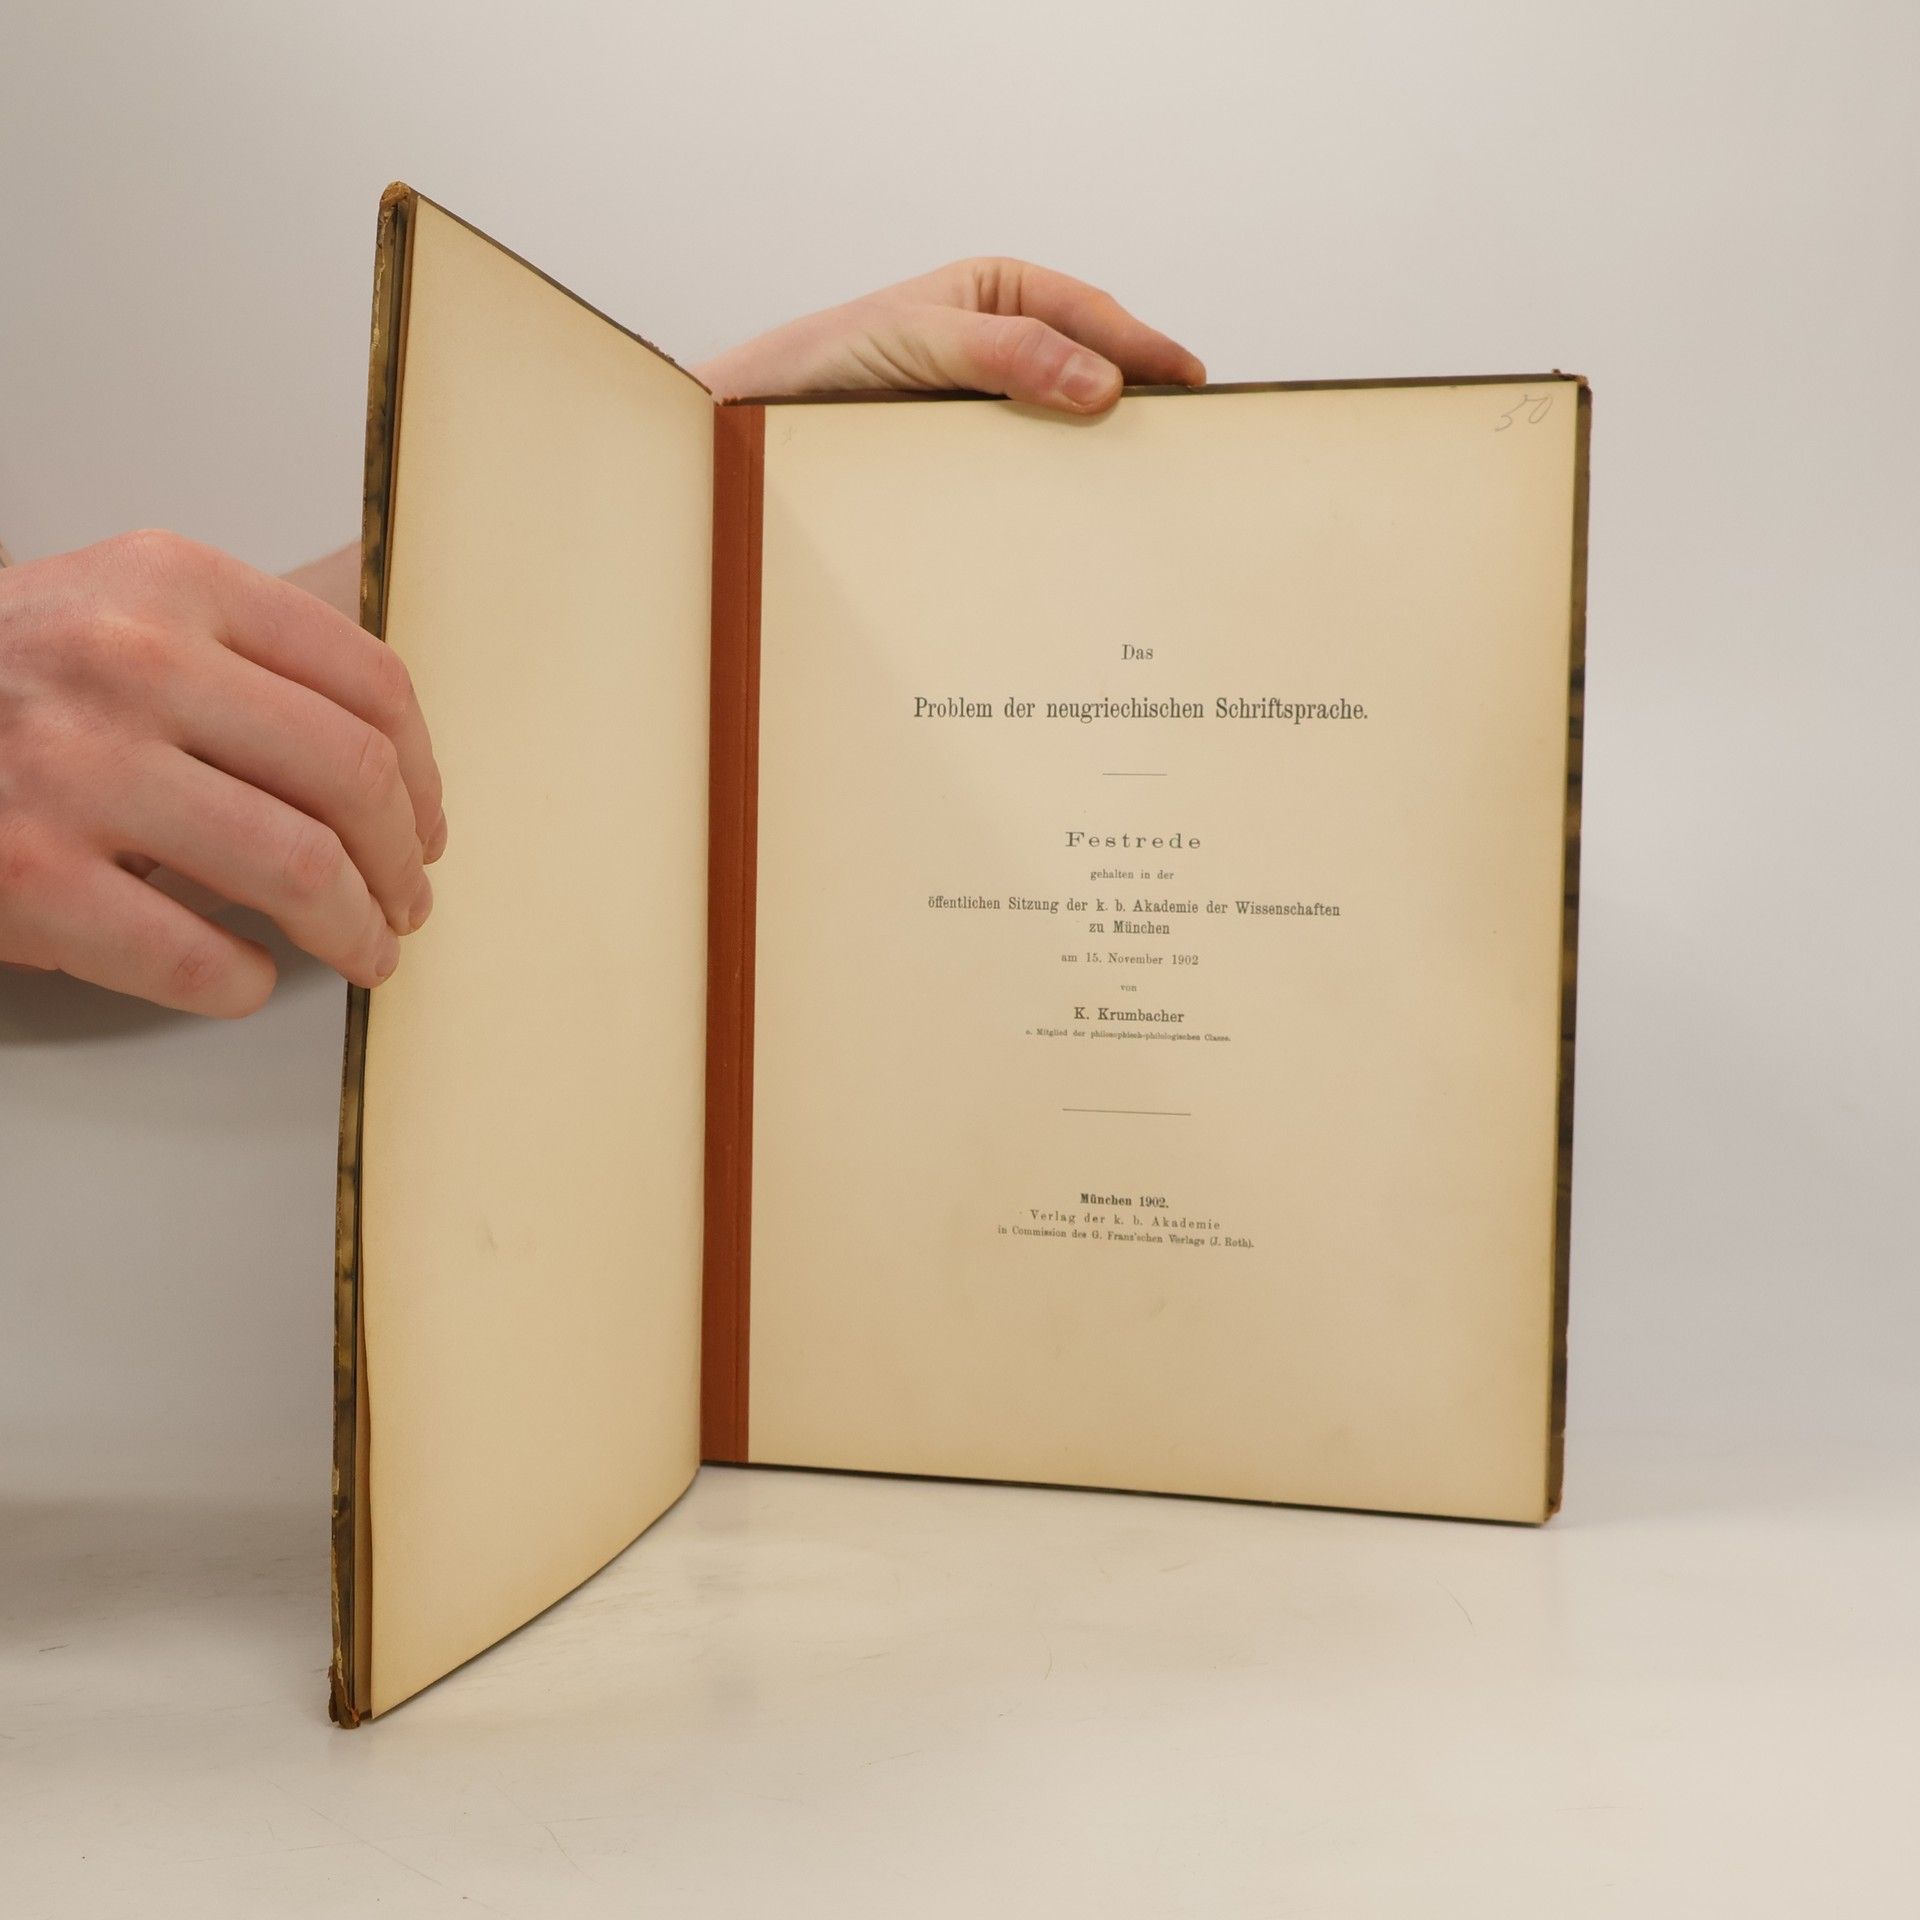 50
Das
Problem der neugriechischen Schriftsprache.
Festrede
gehalten in der
öffentlichen Sitzung der k. b. Akademie der Wissenschaften
zu München
am 15. November 1902
von
K. Krumbacher
o. Mitglied der philosophisch-philologischen Classe.
München 1902.
Verlag der k. b. Akademie
in Commission des G. Franz'schen Verlags (J. Roth).